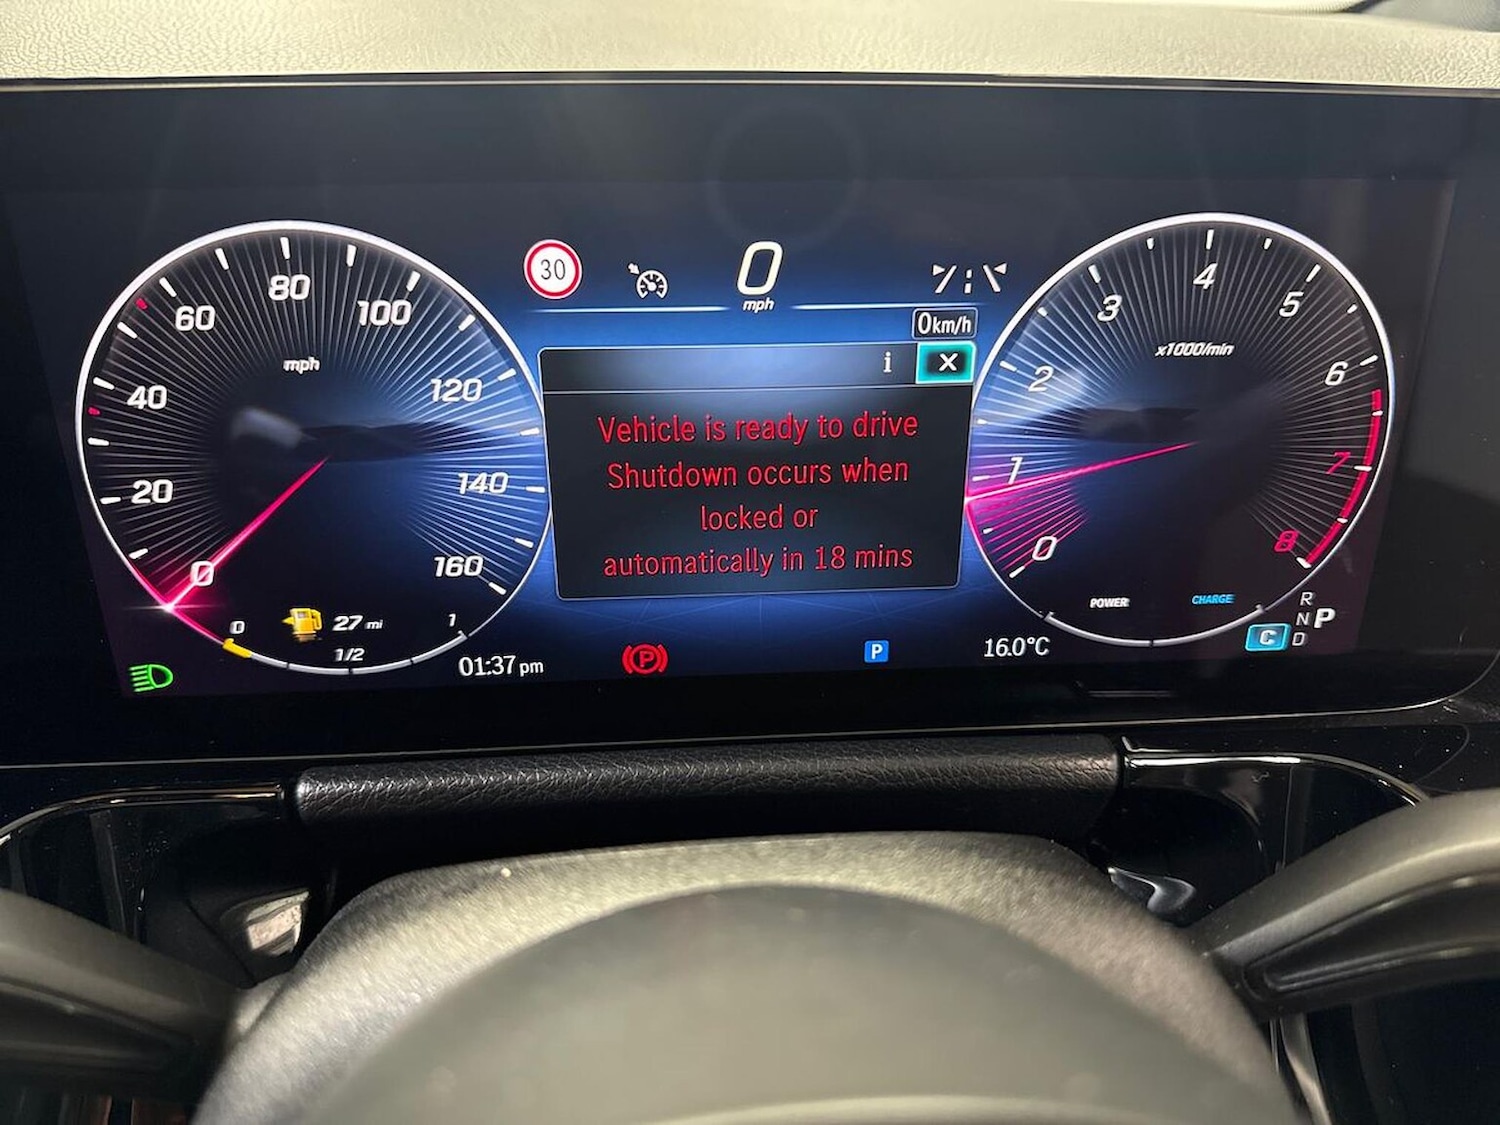 30
0
mph
0km/h
i X
Vehicle is ready to drive
Shutdown occurs when
locked or
automatically in 18 mins
0
20
40
60
80
100
120
140
160
mph
0
27 mi
1/2
1
01:37 pm
P
P
16.0°C
0
1
2
3
4
5
6
7
8
x1000/min
POWER
CHARGE
R
N P
C D